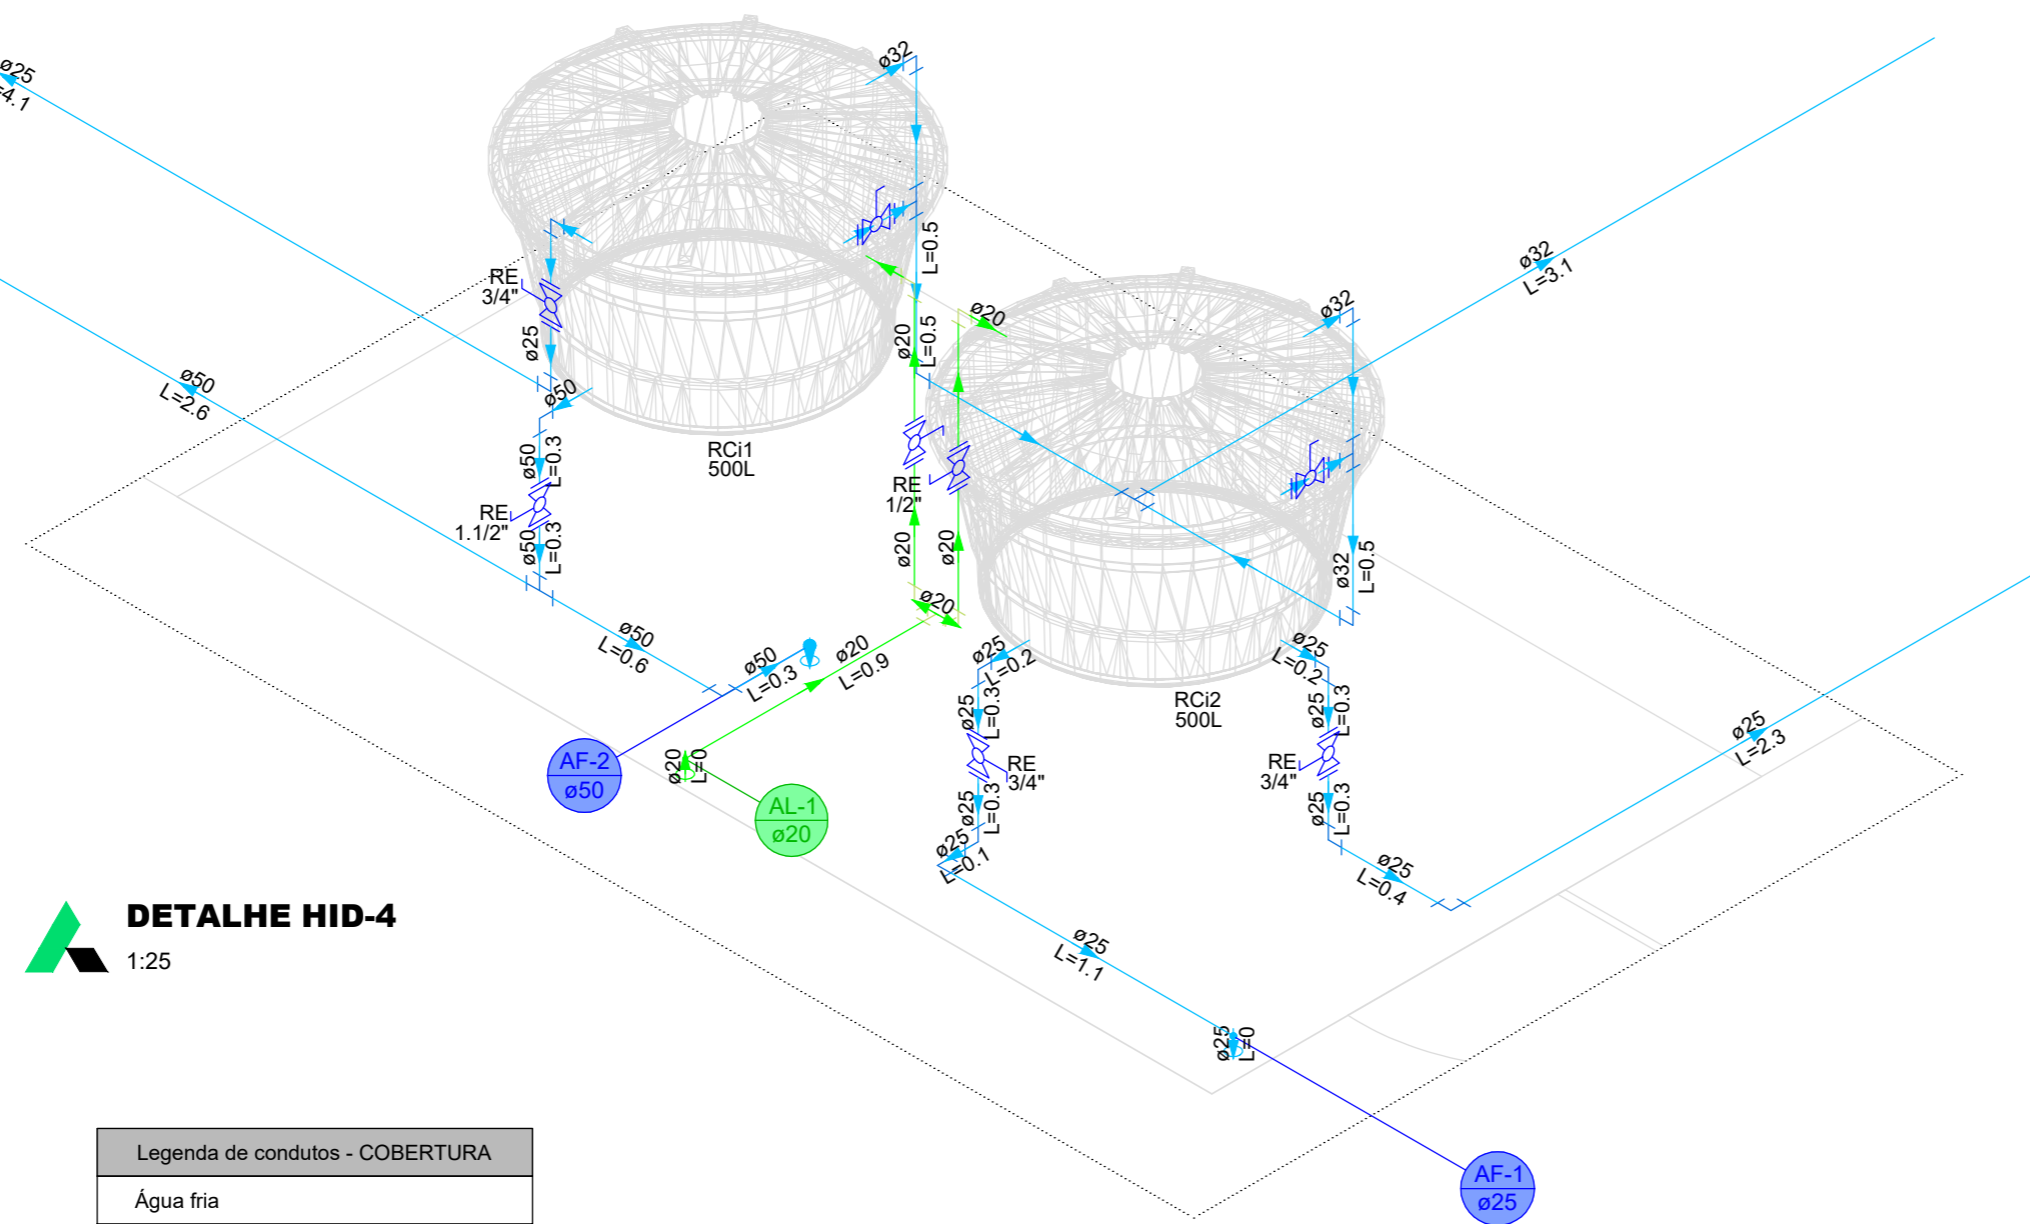 ø25
ø32
RE
3/4"
L=0.5
ø25
ø20
L=0.5
ø20
ø32
L=3.1
ø32
ø50
L=2.6
ø50
RCi1
500L
ø50
L=0.3
RE
1.1/2"
ø50
L=0.3
RE
1/2"
ø20
ø20
ø20
ø32
L=0.5
ø50
L=0.6
ø50
L=0.3
ø20
L=0.9
ø25
L=0.2
ø25
L=0.2
RCi2
500L
ø25
L=0.3
ø25
L=0.3
RE
3/4"
RE
3/4"
ø25
L=0.3
ø25
L=0.3
ø25
L=2.3
AF-2
ø50
ø20
L=0
AL-1
ø20
ø25
L=0.1
ø25
L=0.4
DETALHE HID-4
1:25
ø25
L=1.1
ø25
L=0
AF-1
ø25
Legenda de condutos - COBERTURA
Água fria